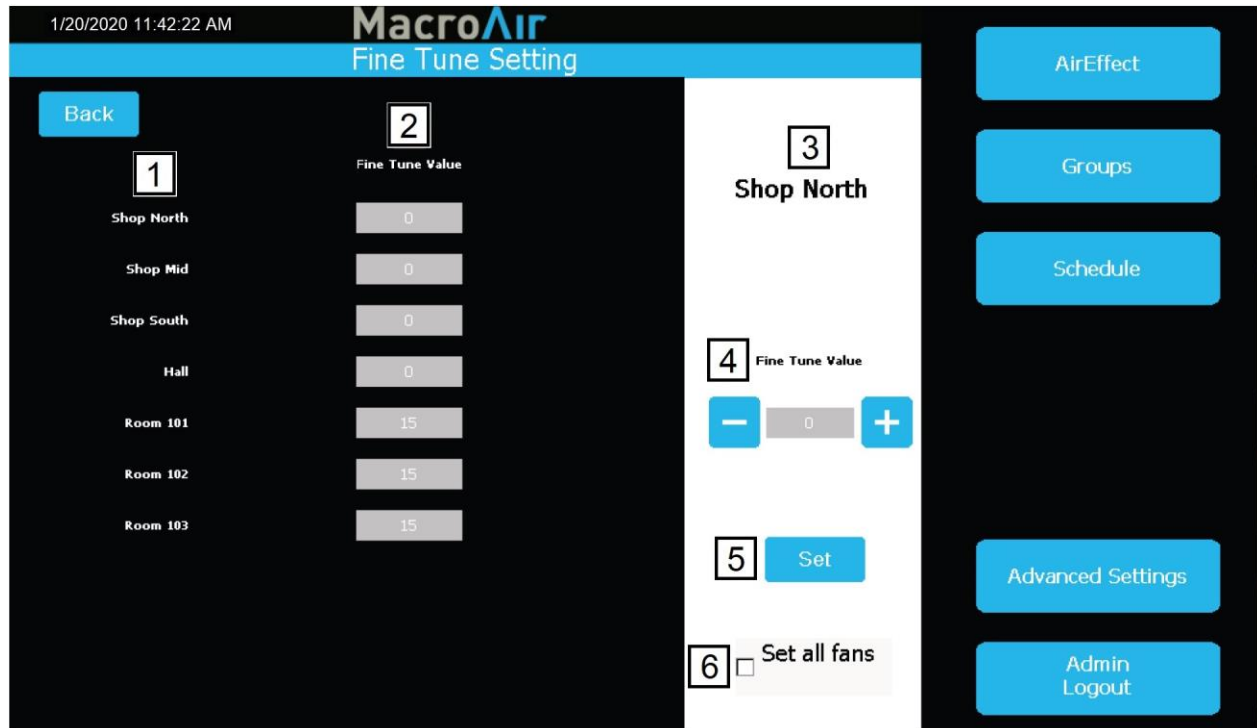 1/20/2020 11:42:22 AM
MacroAir
Fine Tune Setting
Back
1
2
Fine Tune Value
Shop North
0
Shop Mid
0
Shop South
0
Hall
0
Room 101
15
Room 102
15
Room 103
15
3
Shop North
4
Fine Tune Value
−
0
+
5
Set
6
Set all fans
AirEffect
Groups
Schedule
Advanced Settings
Admin
Logout